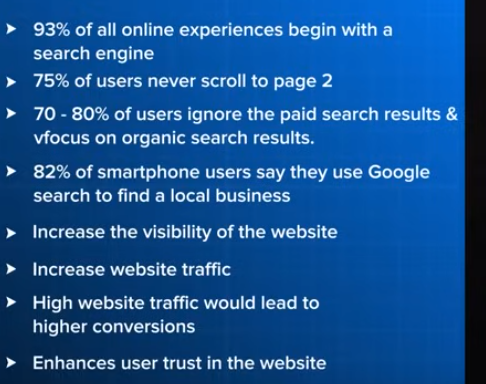 93% of all online experiences begin with a
search engine
75% of users never scroll to page 2
70 - 80% of users ignore the paid search results &
vfocus on organic search results.
82% of smartphone users say they use Google
search to find a local business
Increase the visibility of the website
Increase website traffic
High website traffic would lead to
higher conversions
Enhances user trust in the website